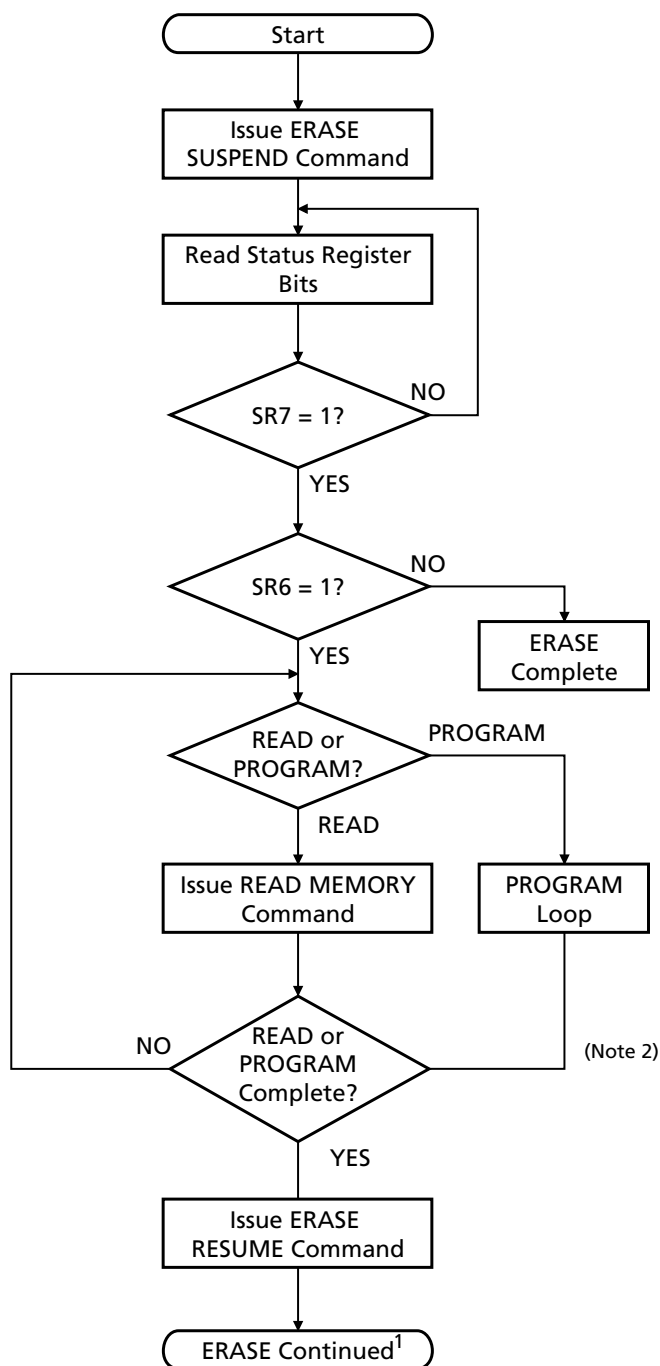 Start
Issue ERASE
SUSPEND Command
Read Status Register
Bits
NO
SR7 = 1?
YES
NO
SR6 = 1?
YES
ERASE
Complete
READ or
PROGRAM?
PROGRAM
READ
Issue READ MEMORY
Command
PROGRAM
Loop
NO
READ or
PROGRAM
Complete?
(Note 2)
YES
Issue ERASE
RESUME Command
ERASE Continued1